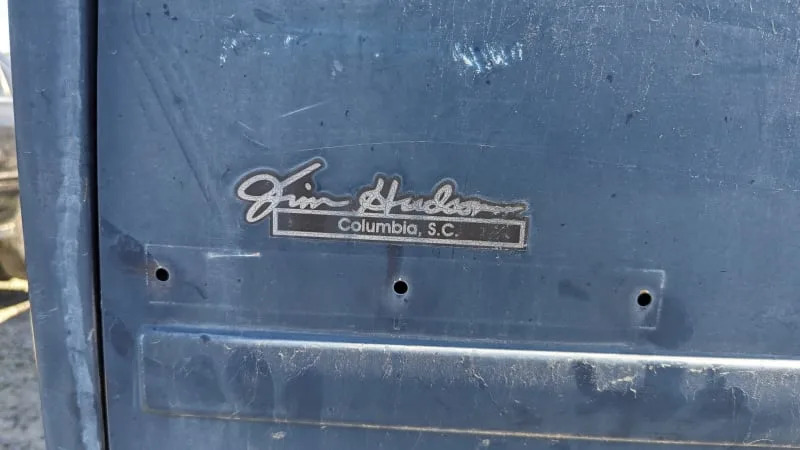 Jim Hudson
Columbia, S.C.